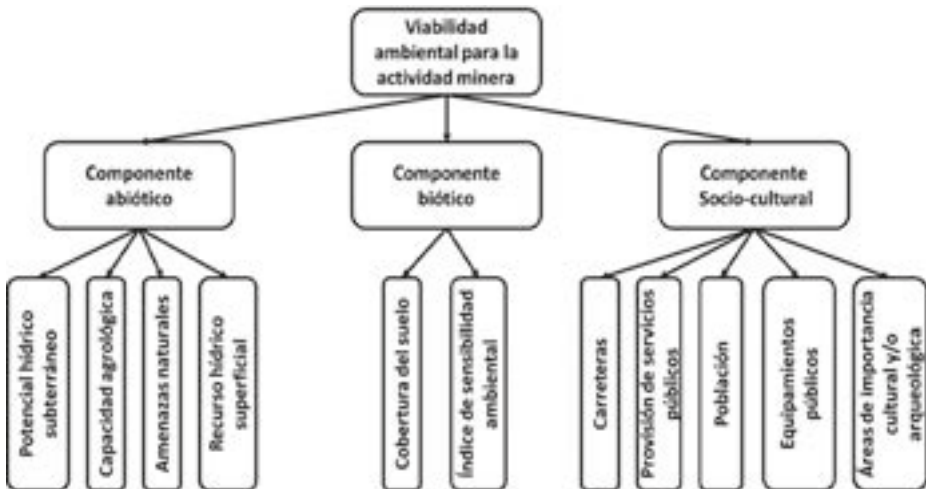 Viabilidad
ambiental para la
actividad minera
Componente
abiótico
Componente
biótico
Componente
Socio-cultural
Potencial hídrico
subterráneo
Capacidad agrológica
Amenazas naturales
Recurso hídrico
superficial
Cobertura del suelo
Índice de sensibilidad
ambiental
Carreteras
Provisión de servicios
públicos
Población
Equipamientos
públicos
Áreas de importancia
cultural y/o
arqueológica